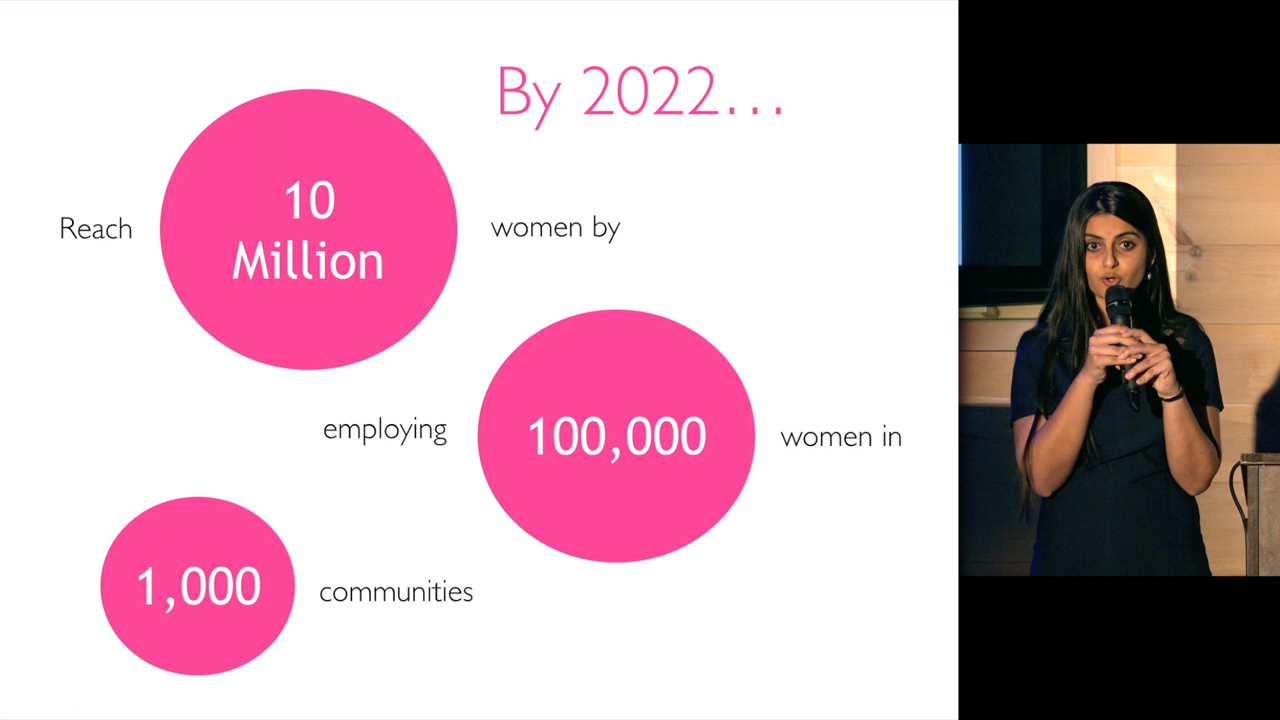 By 2022...
Reach
10
Million
women by
employing
100,000
women in
1,000
communities